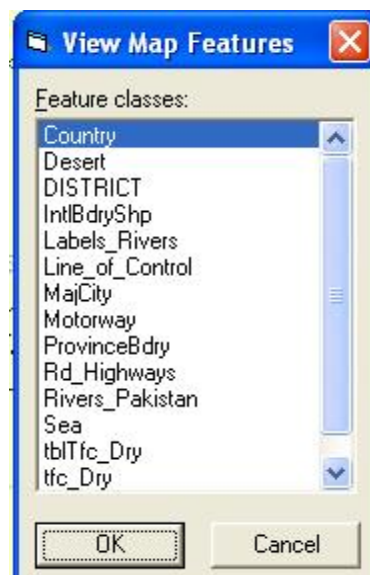 View Map Features
Feature classes:
Country
Desert
DISTRICT
IntlBdryShp
Labels_Rivers
Line_of_Control
MajCity
Motorway
ProvinceBdry
Rd_Highways
Rivers_Pakistan
Sea
tblTfc_Dry
tfc_Dry
OK
Cancel